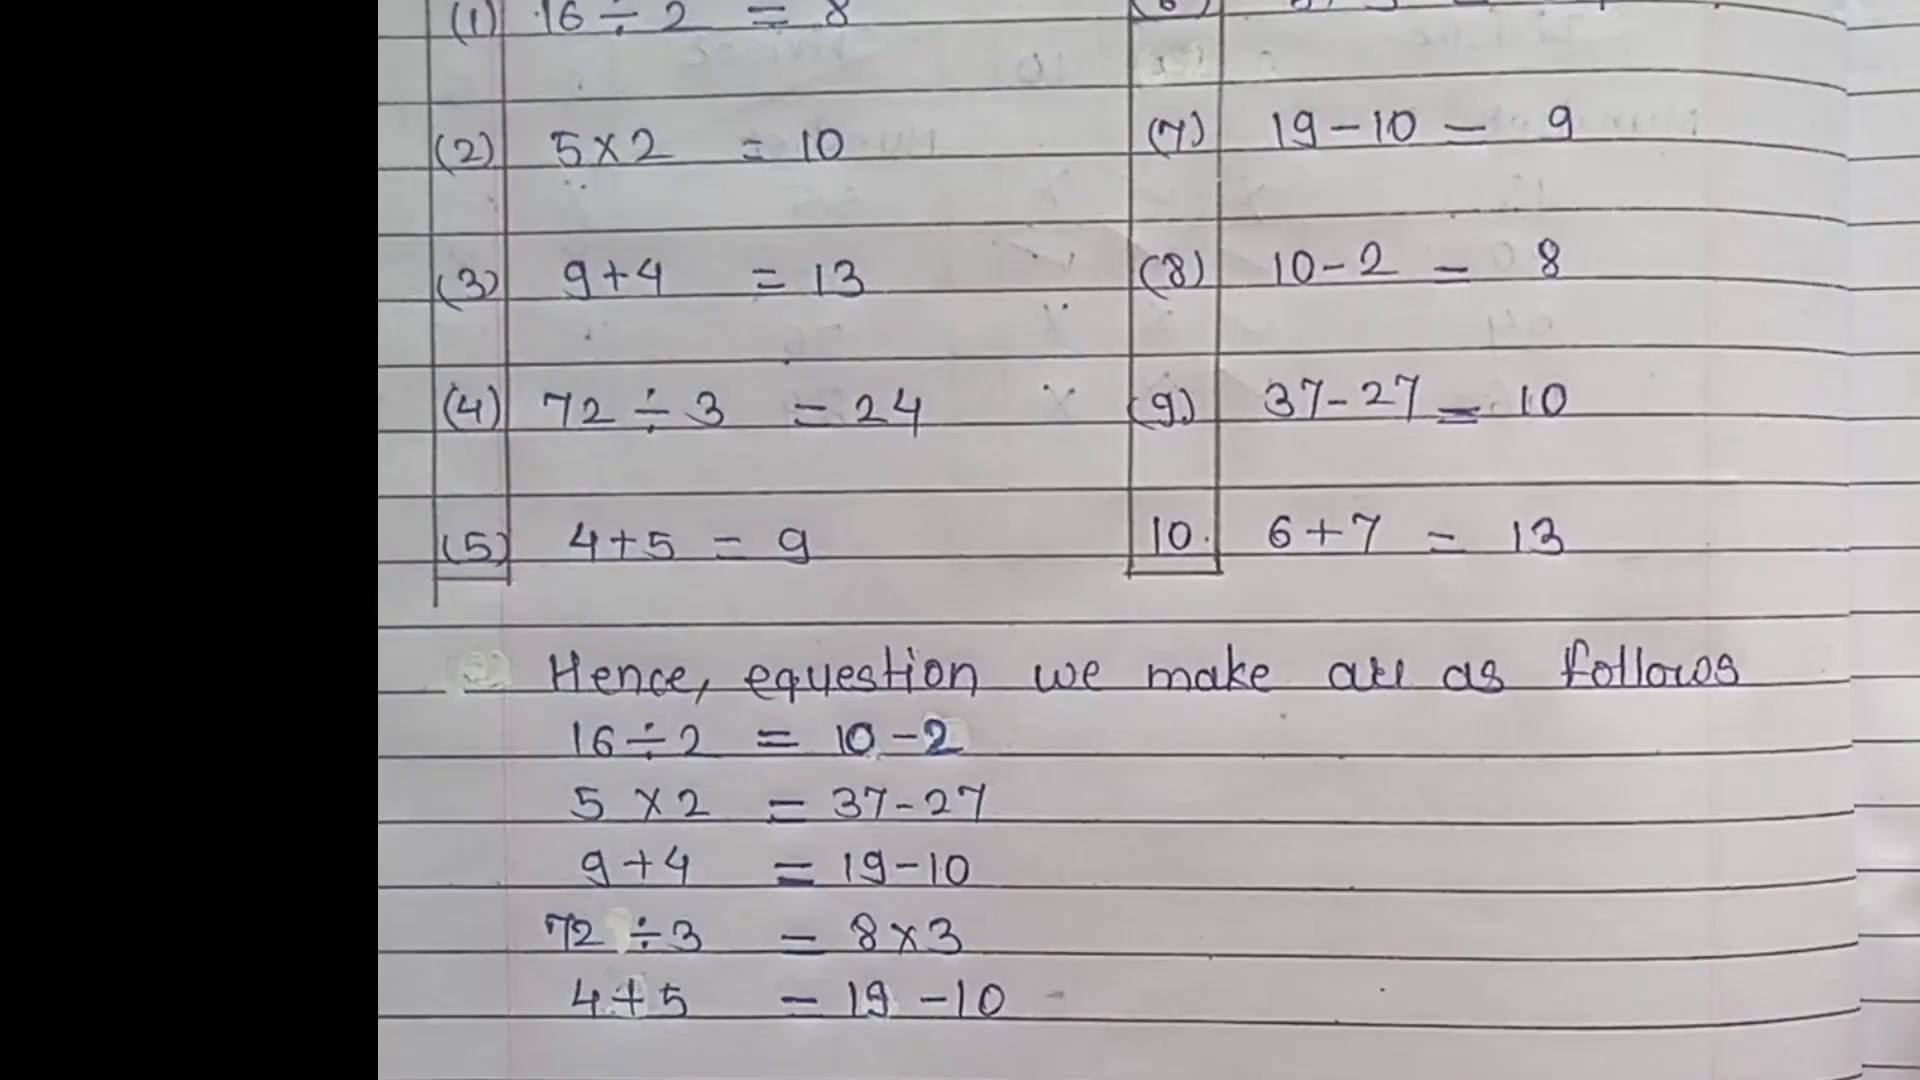 (1) 16 ÷ 2 = 8
(2) 5 × 2 = 10
(3) 9 + 4 = 13
(4) 72 ÷ 3 = 24
(5) 4 + 5 = 9
(6)
(7) 19 - 10 = 9
(8) 10 - 2 = 8
(9) 37 - 27 = 10
10. 6 + 7 = 13
Hence, equestion we make are as follows
16 ÷ 2 = 10 - 2
5 × 2 = 37 - 27
9 + 4 = 19 - 10
72 ÷ 3 = 8 × 3
4 + 5 = 19 - 10